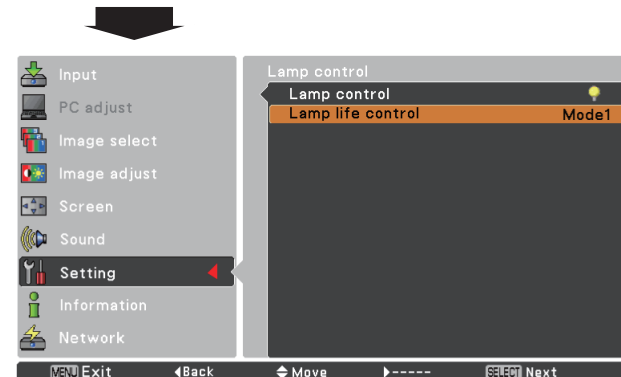 Input
PC adjust
Image select
Image adjust
Screen
Sound
Setting
Information
Network
Lamp control
Lamp control
Lamp life control Mode1
MENU Exit Back Move ----- SELECT Next